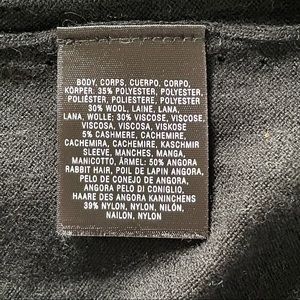 BODY, CORPS, CUERPO, CORPO,
KÖRPER: 35% POLYESTER, POLYESTER,
POLIÉSTER, POLIESTERE, POLYESTER
30% WOOL, LAINE, LANA,
LANA, WOLLE; 30% VISCOSE, VISCOSE,
VISCOSA, VISCOSA, VISKOSE
5% CASHMERE, CACHEMIRE,
CACHEMIRA, CACHEMIRE, KASCHMIR
SLEEVE, MANCHES, MANGA,
MANICOTTO, ÄRMEL: 50% ANGORA
RABBIT HAIR, POIL DE LAPIN ANGORA,
PELO DE CONEJO DE ANGORA,
ANGORA PELO DI CONIGLIO,
HAARE DES ANGORA KANINCHENS
39% NYLON, NYLON, NILÓN,
NAILON, NYLON